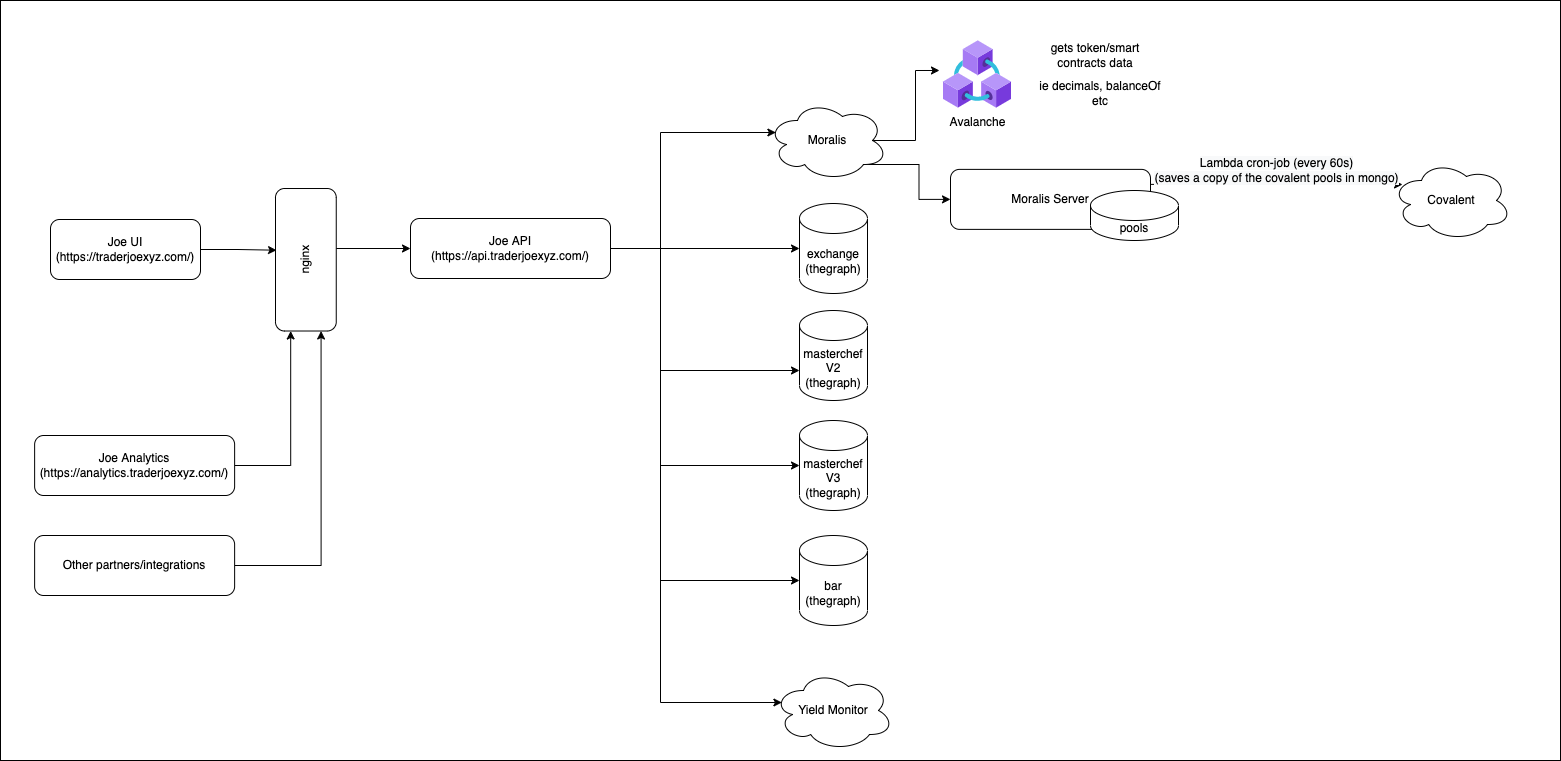 gets token/smart
contracts data
ie decimals, balanceOf
etc
Avalanche
Moralis
Lambda cron-job (every 60s)
(saves a copy of the covalent pools in mongo)
Moralis Server
pools
Covalent
Joe UI
(https://traderjoexyz.com/)
nginx
Joe API
(https://api.traderjoexyz.com/)
exchange
(thegraph)
masterchef
V2
(thegraph)
Joe Analytics
(https://analytics.traderjoexyz.com/)
masterchef
V3
(thegraph)
Other partners/integrations
bar
(thegraph)
Yield Monitor